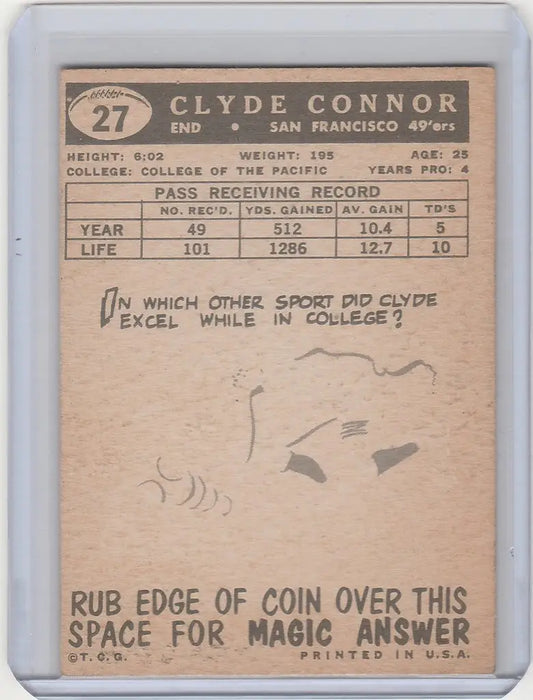 27
CLYDE CONNOR
END • SAN FRANCISCO 49'ers
HEIGHT: 6:02 WEIGHT: 195 AGE: 25
COLLEGE: COLLEGE OF THE PACIFIC YEARS PRO: 4
PASS RECEIVING RECORD
NO. REC'D. YDS. GAINED AV. GAIN TD'S
YEAR 49 512 10.4 5
LIFE 101 1286 12.7 10
IN WHICH OTHER SPORT DID CLYDE
EXCEL WHILE IN COLLEGE?
RUB EDGE OF COIN OVER THIS
SPACE FOR MAGIC ANSWER
©T.C.G. PRINTED IN U.S.A.